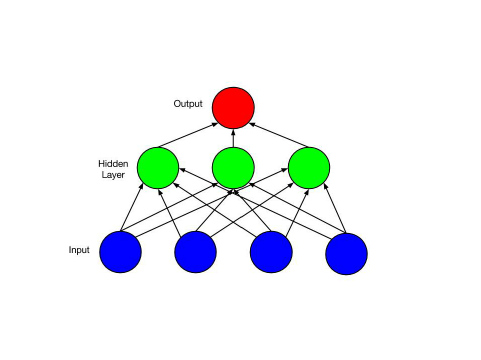 Output
Hidden
Layer
Input